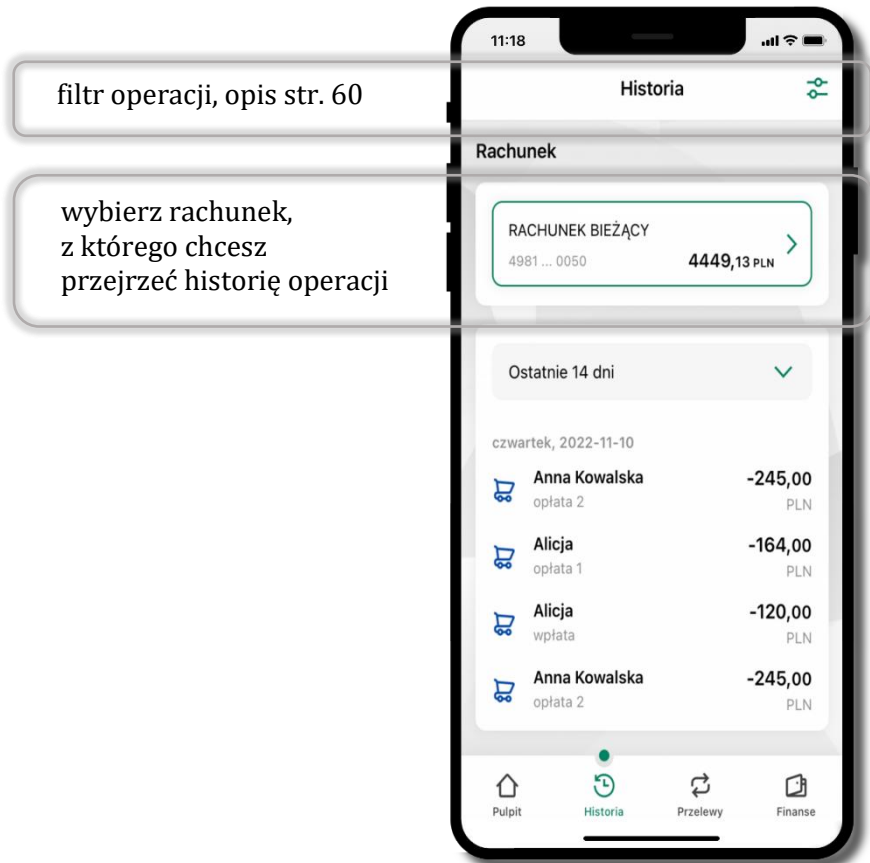 11:18
filtr operacji, opis str. 60
Historia
Rachunek
wybierz rachunek,
z którego chcesz
przejrzeć historię operacji
RACHUNEK BIEŻĄCY
4981 ... 0050 4449,13 PLN
Ostatnie 14 dni
czwartek, 2022-11-10
Anna Kowalska -245,00
opłata 2 PLN
Alicja -164,00
opłata 1 PLN
Alicja -120,00
wpłata PLN
Anna Kowalska -245,00
opłata 2 PLN
Pulpit Historia Przelewy Finanse